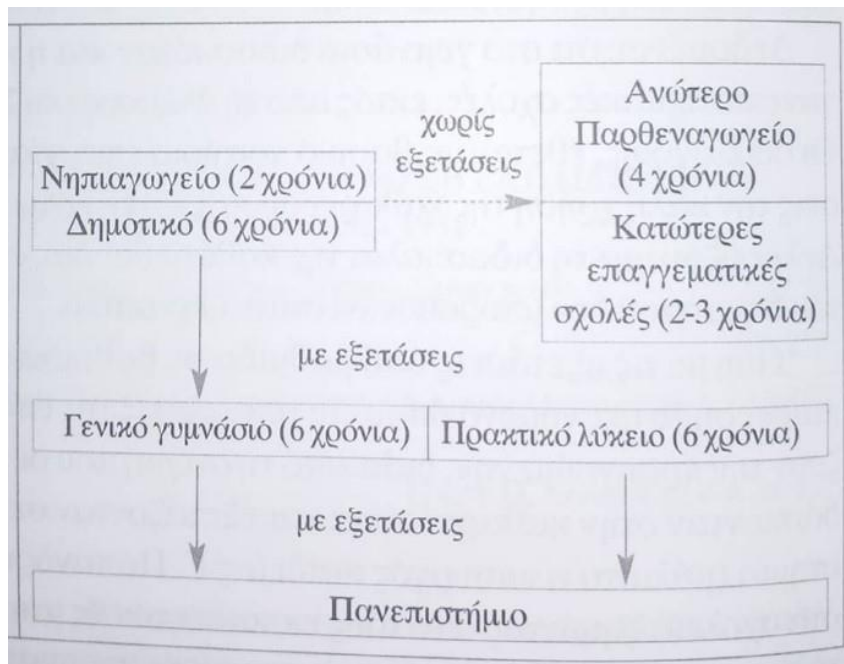 χωρίς
εξετάσεις
Ανώτερο
Παρθεναγωγείο
(4 χρόνια)
Νηπιαγωγείο (2 χρόνια)
Δημοτικό (6 χρόνια)
Κατώτερες
επαγγεματικές
σχολές (2-3 χρόνια)
με εξετάσεις
Γενικό γυμνάσιο (6 χρόνια)
Πρακτικό λύκειο (6 χρόνια)
με εξετάσεις
Πανεπιστήμιο